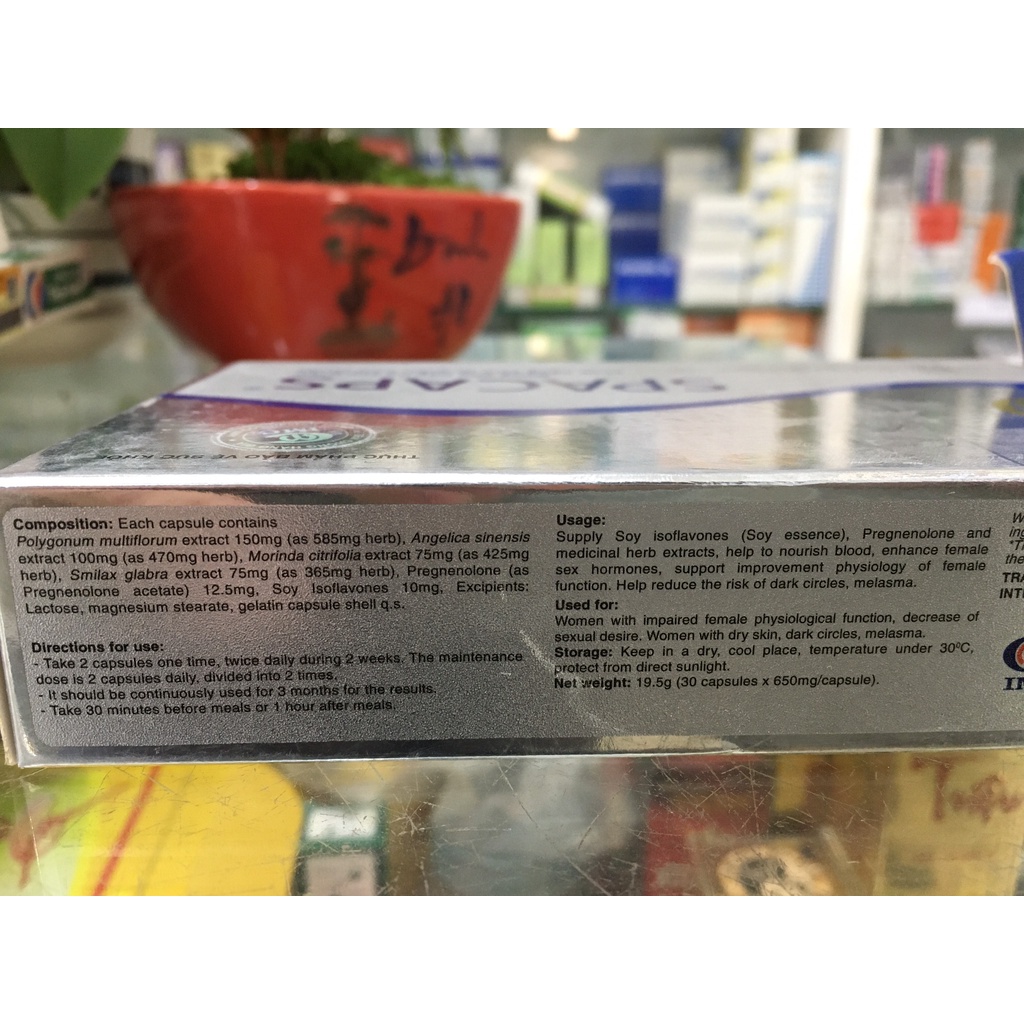 SPACAPS®
THỰC PHẨM BẢO VỆ SỨC KHỎE
Composition: Each capsule contains
Polygonum multiflorum extract 150mg (as 585mg herb), Angelica sinensis
extract 100mg (as 470mg herb), Morinda citrifolia extract 75mg (as 425mg
herb), Smilax glabra extract 75mg (as 365mg herb), Pregnenolone (as
Pregnenolone acetate) 12.5mg, Soy Isoflavones 10mg, Excipients:
Lactose, magnesium stearate, gelatin capsule shell q.s.
Directions for use:
- Take 2 capsules one time, twice daily during 2 weeks. The maintenance
dose is 2 capsules daily, divided into 2 times.
- It should be continuously used for 3 months for the results.
- Take 30 minutes before meals or 1 hour after meals.
Usage:
Supply Soy isoflavones (Soy essence), Pregnenolone and
medicinal herb extracts, help to nourish blood, enhance female
sex hormones, support improvement physiology of female
function. Help reduce the risk of dark circles, melasma.
Used for:
Women with impaired female physiological function, decrease of
sexual desire. Women with dry skin, dark circles, melasma.
Storage: Keep in a dry, cool place, temperature under 30ºC,
protect from direct sunlight.
Net weight: 19.5g (30 capsules x 650mg/capsule).